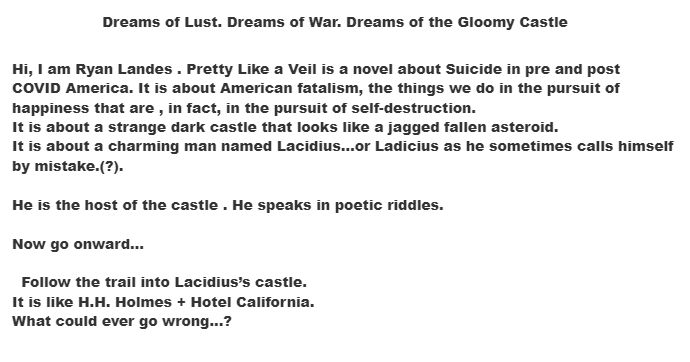 Dreams of Lust. Dreams of War. Dreams of the Gloomy Castle
Hi, I am Ryan Landes . Pretty Like a Veil is a novel about Suicide in pre and post
COVID America. It is about American fatalism, the things we do in the pursuit of
happiness that are , in fact, in the pursuit of self-destruction.
It is about a strange dark castle that looks like a jagged fallen asteroid.
It is about a charming man named Lacidius...or Ladicius as he sometimes calls himself
by mistake.(?).
He is the host of the castle . He speaks in poetic riddles.
Now go onward...
Follow the trail into Lacidius’s castle.
It is like H.H. Holmes + Hotel California.
What could ever go wrong...?